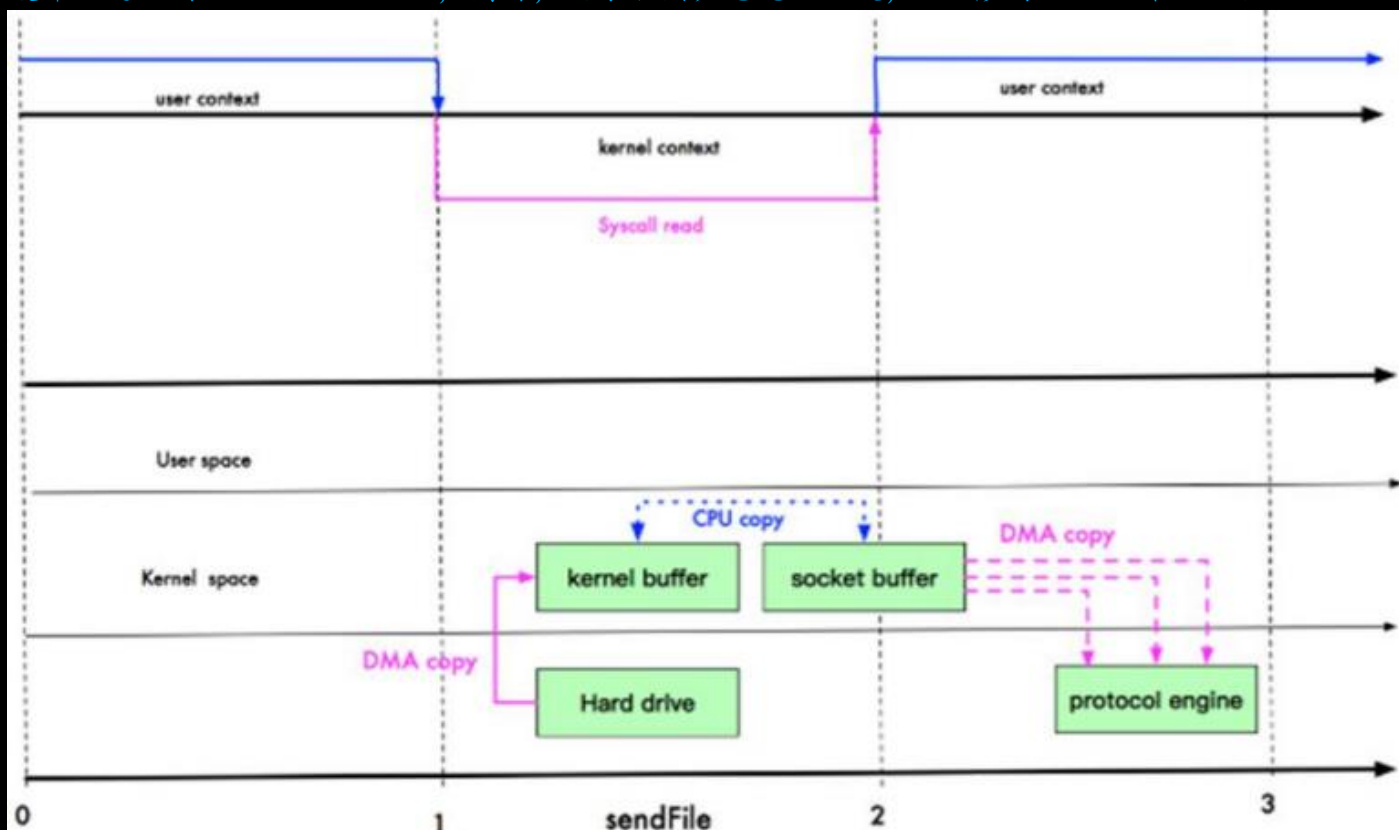 user context
user context
kernel context
Syscall read
User space
CPU copy
DMA copy
Kernel space
kernel buffer
socket buffer
DMA copy
Hard drive
protocol engine
0
1
sendFile
2
3